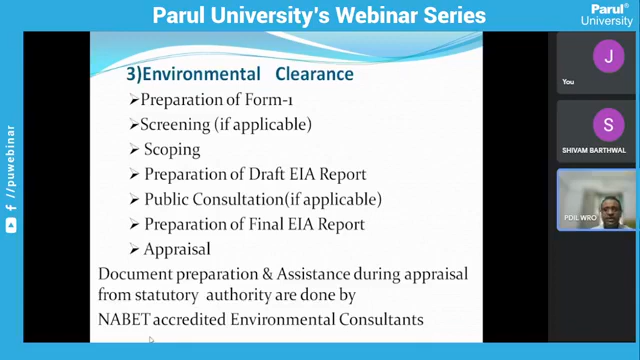 Parul University's Webinar Series
Parul®
University
3)Environmental Clearance
➢Preparation of Form-1
➢Screening (if applicable)
➢ Scoping
➢ Preparation of Draft EIA Report
➢ Public Consultation(if applicable)
➢ Preparation of Final EIA Report
➢ Appraisal
Document preparation & Assistance during appraisal
from statutory authority are done by
NABET accredited Environmental Consultants
J
You
S
SHIVAM BARTHWAL
PDIL WRO
//puwebinar